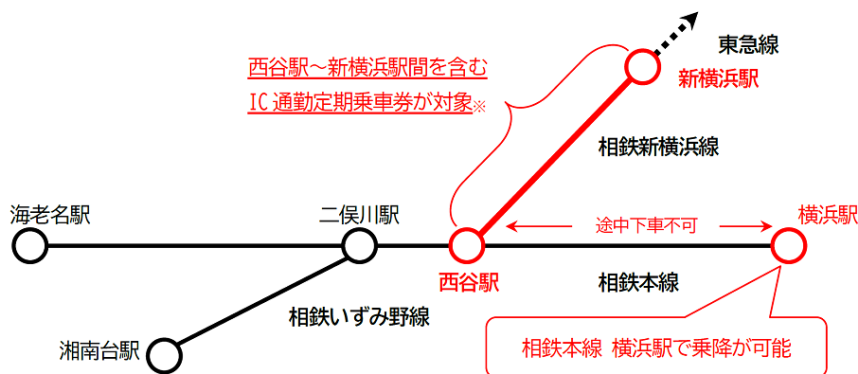 東急線
西谷駅～新横浜駅間を含む
IC通勤定期乗車券が対象※
新横浜駅
相鉄新横浜線
海老名駅
二俣川駅
途中下車不可
横浜駅
西谷駅
相鉄本線
相鉄いずみ野線
湘南台駅
相鉄本線 横浜駅で乗降が可能